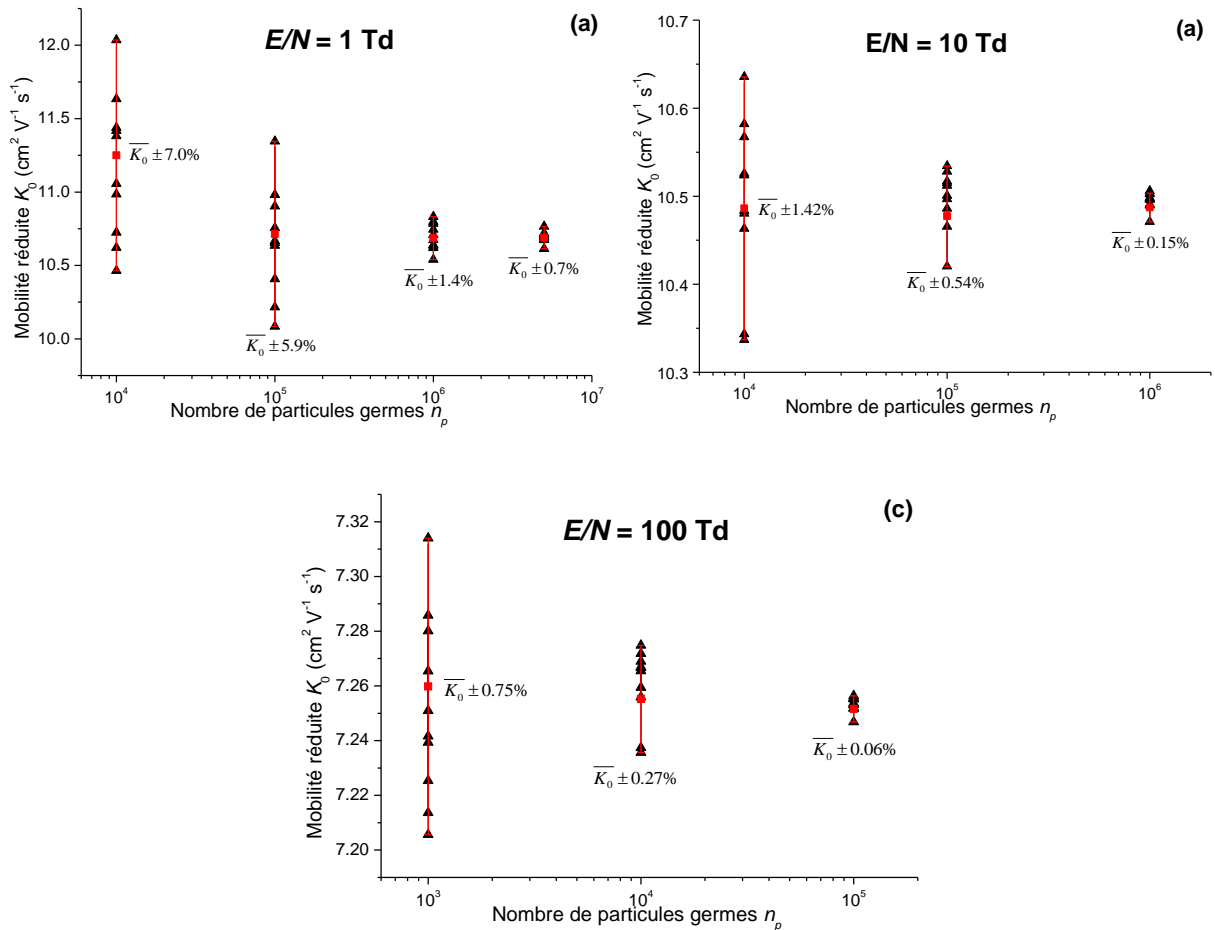 (a)
E/N = 1 Td
Mobilité réduite K₀ (cm² V⁻¹ s⁻¹)
12.0
11.5
11.0
10.5
10.0
K₀ ± 7.0%
K₀ ± 5.9%
K₀ ± 1.4%
K₀ ± 0.7%
10⁴ 10⁵ 10⁶ 10⁷
Nombre de particules germes nₚ
(a)
E/N = 10 Td
Mobilité réduite K₀ (cm² V⁻¹ s⁻¹)
10.7
10.6
10.5
10.4
10.3
K₀ ± 1.42%
K₀ ± 0.54%
K₀ ± 0.15%
10⁴ 10⁵ 10⁶
Nombre de particules germes nₚ
(c)
E/N = 100 Td
Mobilité réduite K₀ (cm² V⁻¹ s⁻¹)
7.32
7.30
7.28
7.26
7.24
7.22
7.20
K₀ ± 0.75%
K₀ ± 0.27%
K₀ ± 0.06%
10³ 10⁴ 10⁵
Nombre de particules germes nₚ